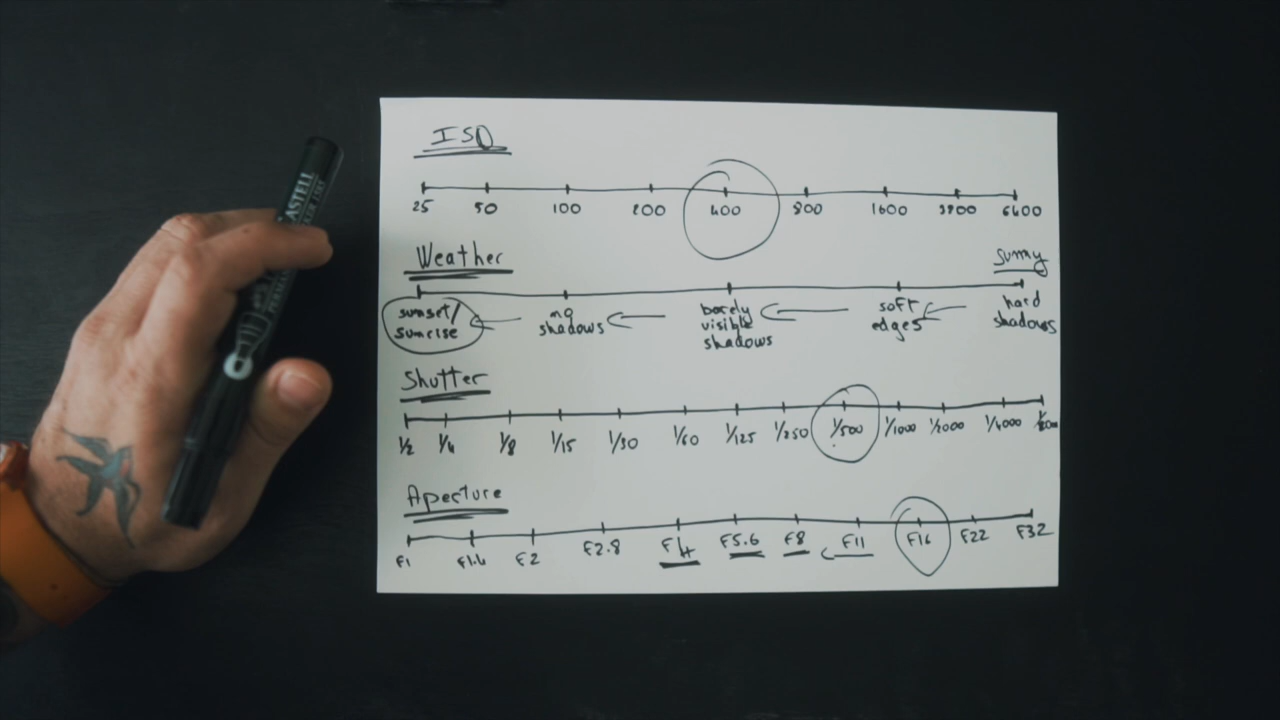 ISO
25 50 100 200 400 800 1600 3200 6400
Weather
sunny
sunset/
sunrise
no
shadows
barely
visible
shadows
soft
edges
hard
shadows
Shutter
1/2 1/4 1/8 1/15 1/30 1/60 1/125 1/250 1/500 1/1000 1/2000 1/4000
Aperture
F1 F1.4 F2 F2.8 F4 F5.6 F8 F11 F16 F22 F32
ASTELL